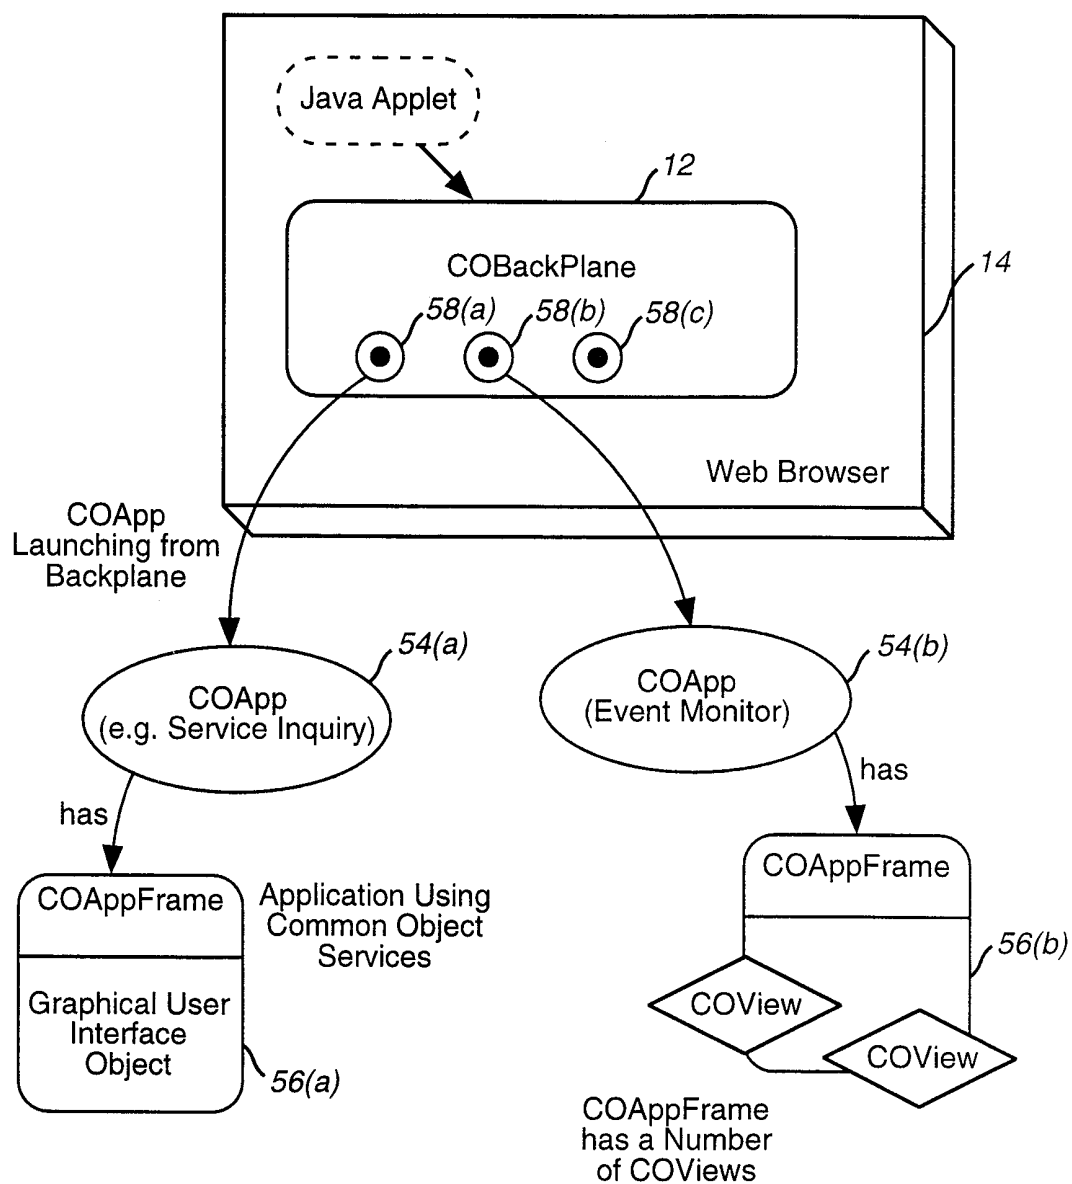 Java Applet
12
COBackPlane
14
58(a)
58(b)
58(c)
Web Browser
COApp
Launching from
Backplane
54(a)
54(b)
COApp
(e.g. Service Inquiry)
COApp
(Event Monitor)
has
has
COAppFrame
COAppFrame
Application Using
Common Object
Services
56(b)
Graphical User
Interface
Object
COView
COView
56(a)
COAppFrame
has a Number
of COViews